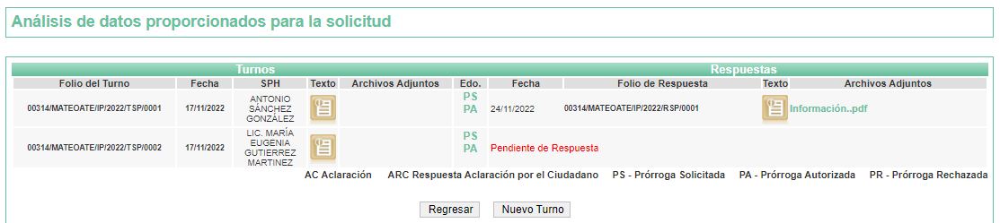 Análisis de datos proporcionados para la solicitud
Turnos Respuestas
Folio del Turno Fecha SPH Texto Archivos Adjuntos Edo. Fecha Folio de Respuesta Texto Archivos Adjuntos
00314/MATEOATE/IP/2022/TSP/0001 17/11/2022 ANTONIO SÁNCHEZ GONZÁLEZ PS PA 24/11/2022 00314/MATEOATE/IP/2022/RSP/0001 Información..pdf
00314/MATEOATE/IP/2022/TSP/0002 17/11/2022 LIC. MARÍA EUGENIA GUTIERREZ MARTINEZ PS PA Pendiente de Respuesta
AC Aclaración ARC Respuesta Aclaración por el Ciudadano PS - Prórroga Solicitada PA - Prórroga Autorizada PR - Prórroga Rechazada
Regresar Nuevo Turno